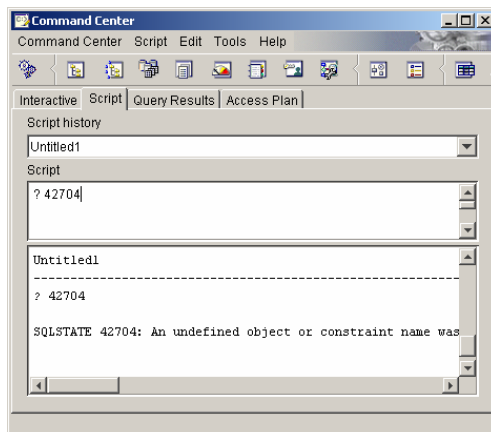 Command Center
Command Center Script Edit Tools Help
Interactive Script Query Results Access Plan
Script history
Untitled1
Script
? 42704
Untitled1
--------------------------------------------------------------
? 42704
SQLSTATE 42704: An undefined object or constraint name was